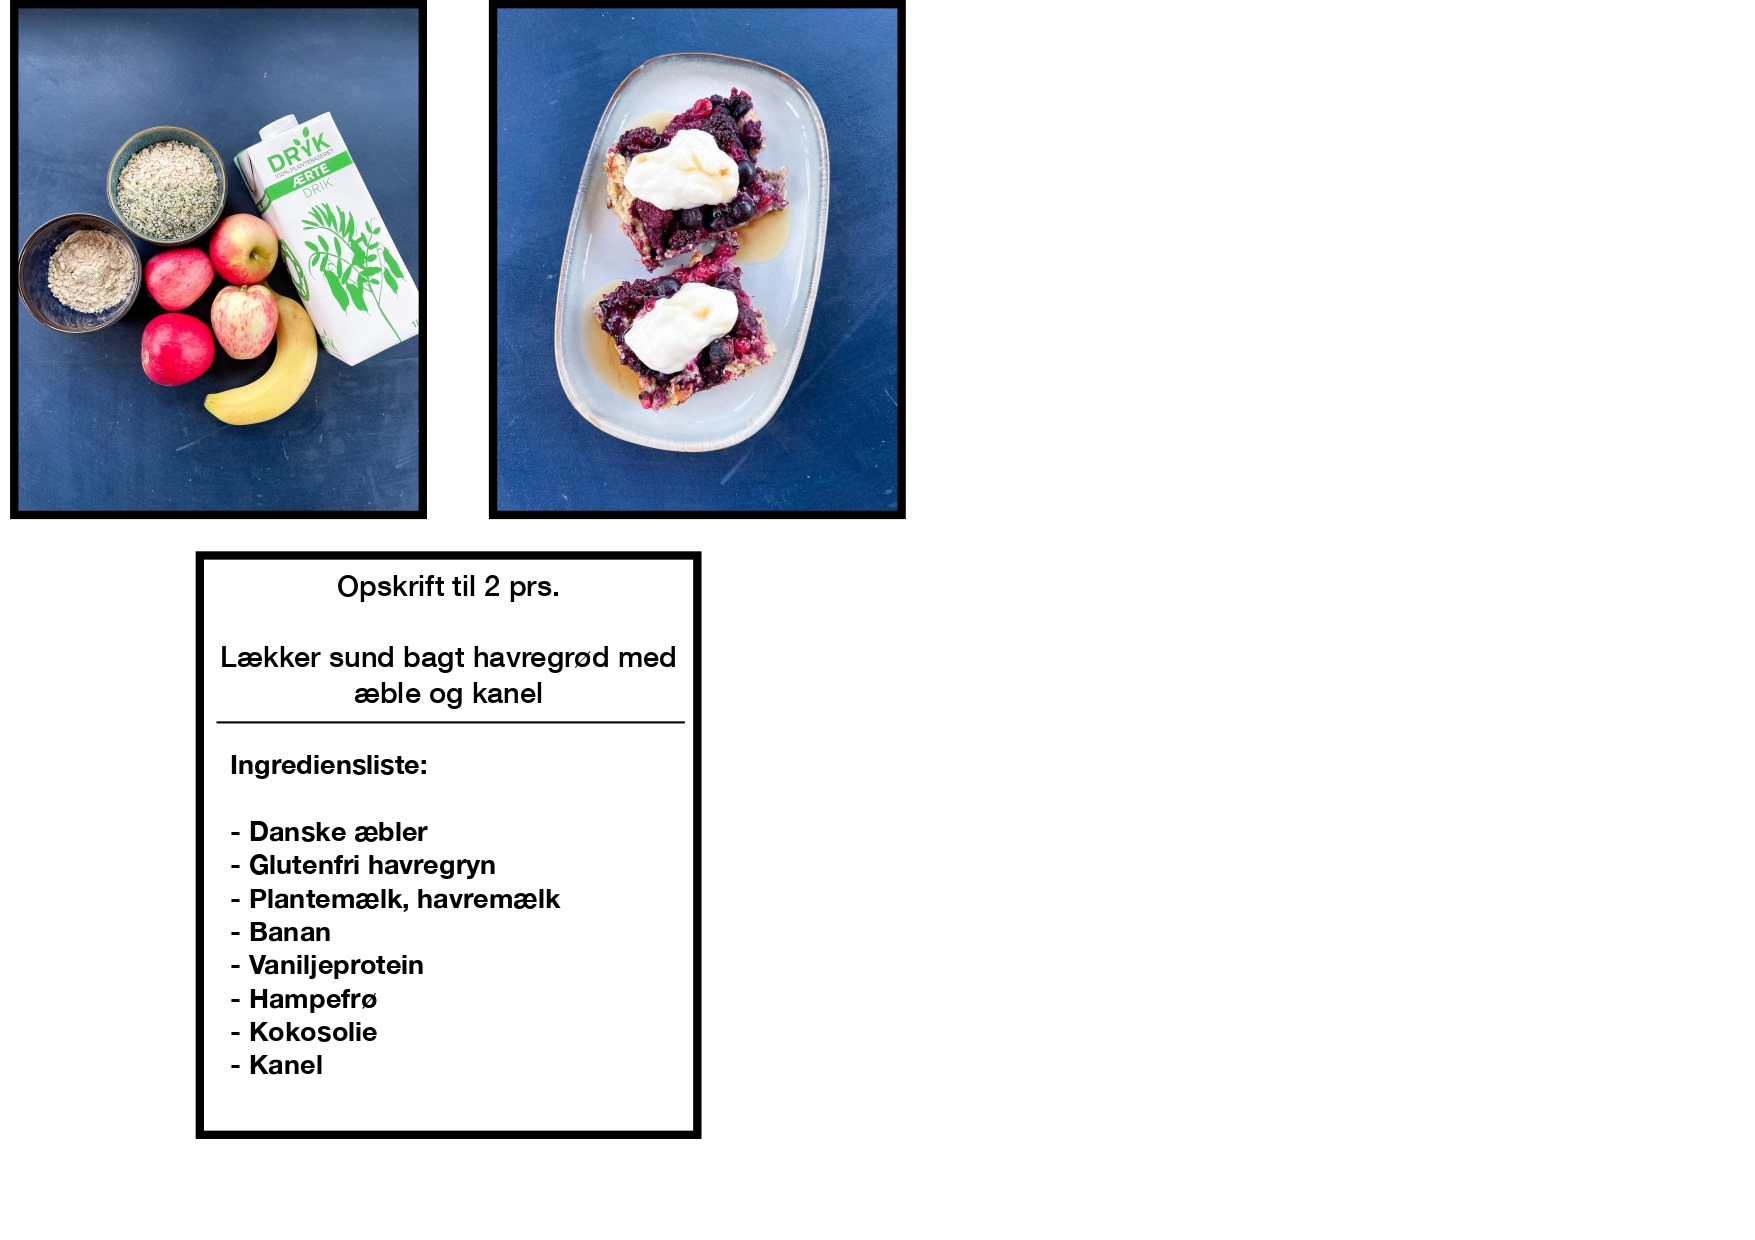 DRYK
100% PLANTEBASERET
ÆRTE
DRIK
Opskrift til 2 prs.
Lækker sund bagt havregrød med
æble og kanel
Ingrediensliste:
- Danske æbler
- Glutenfri havregryn
- Plantemælk, havremælk
- Banan
- Vaniljeprotein
- Hampefrø
- Kokosolie
- Kanel